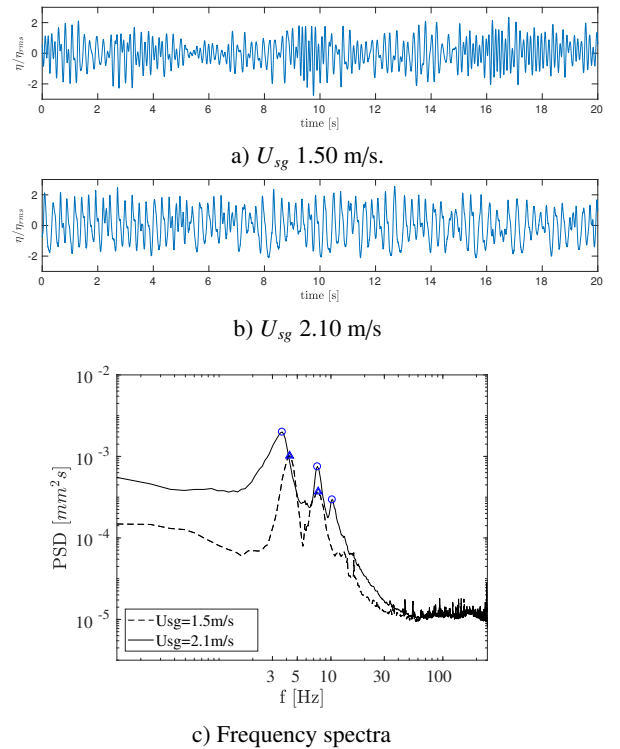 2
0
-2
η/η_rms
0 2 4 6 8 10 12 14 16 18 20
time [s]
a) U_sg 1.50 m/s.
2
0
-2
η/η_rms
0 2 4 6 8 10 12 14 16 18 20
time [s]
b) U_sg 2.10 m/s
10^-2
10^-3
10^-4
10^-5
PSD [mm^2 s]
Usg=1.5m/s
Usg=2.1m/s
3 5 10 30 100
f [Hz]
c) Frequency spectra